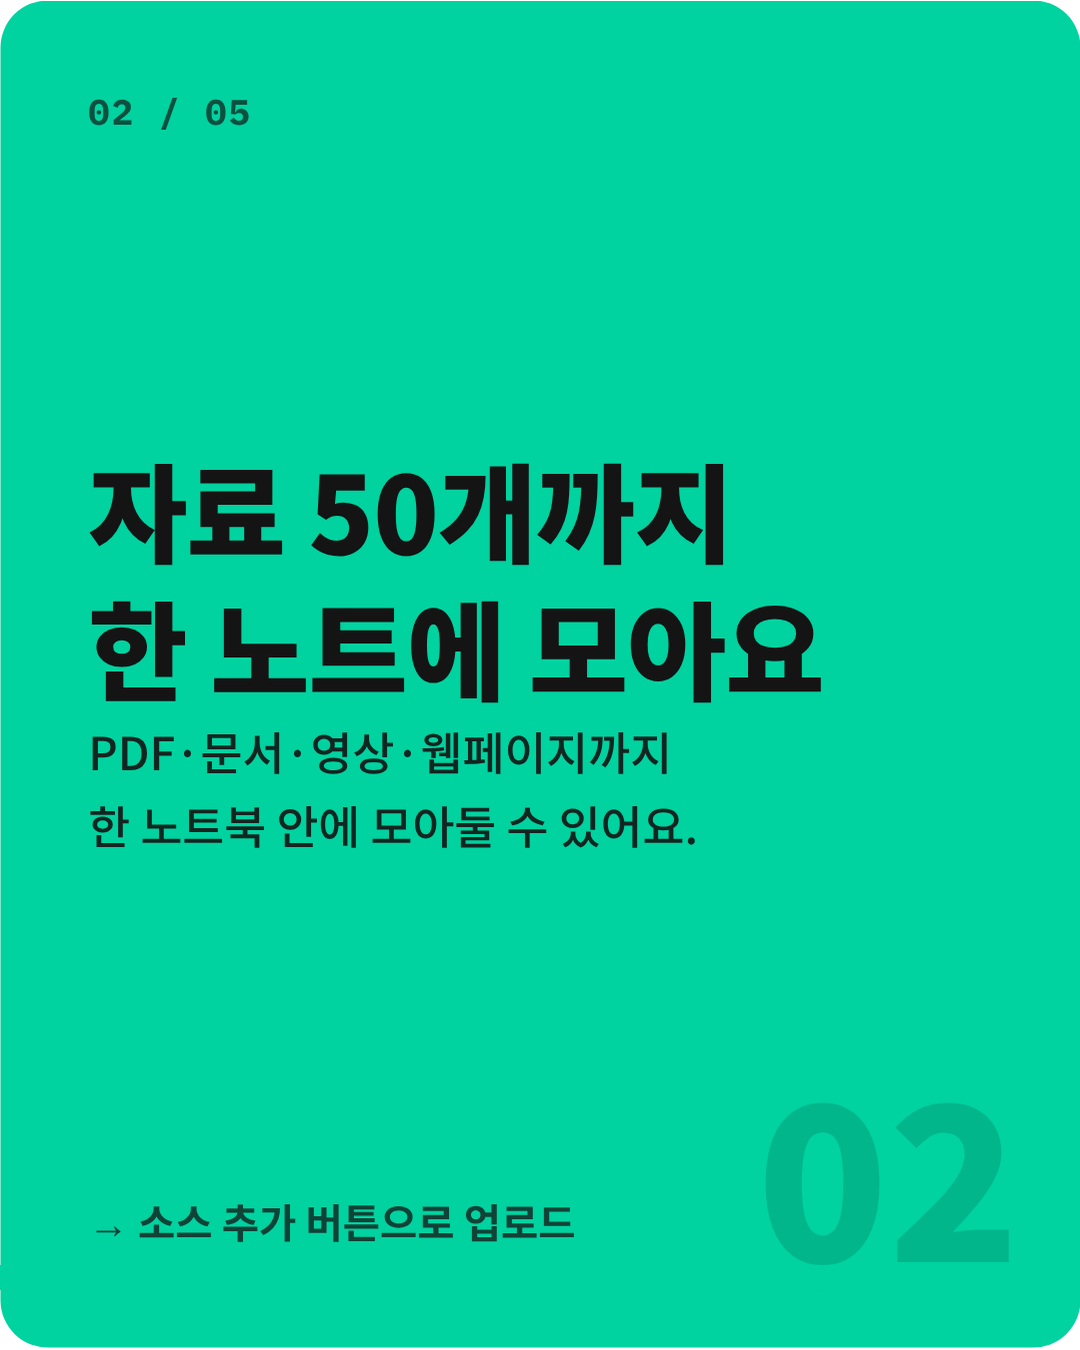 02 / 05
자료 50개까지
한 노트에 모아요
PDF·문서·영상·웹페이지까지
한 노트북 안에 모아둘 수 있어요.
→ 소스 추가 버튼으로 업로드
02